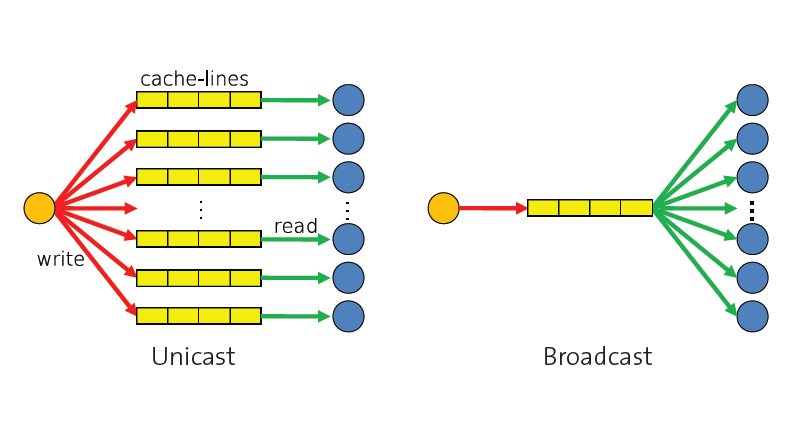 cache-lines
read
write
Unicast
Broadcast